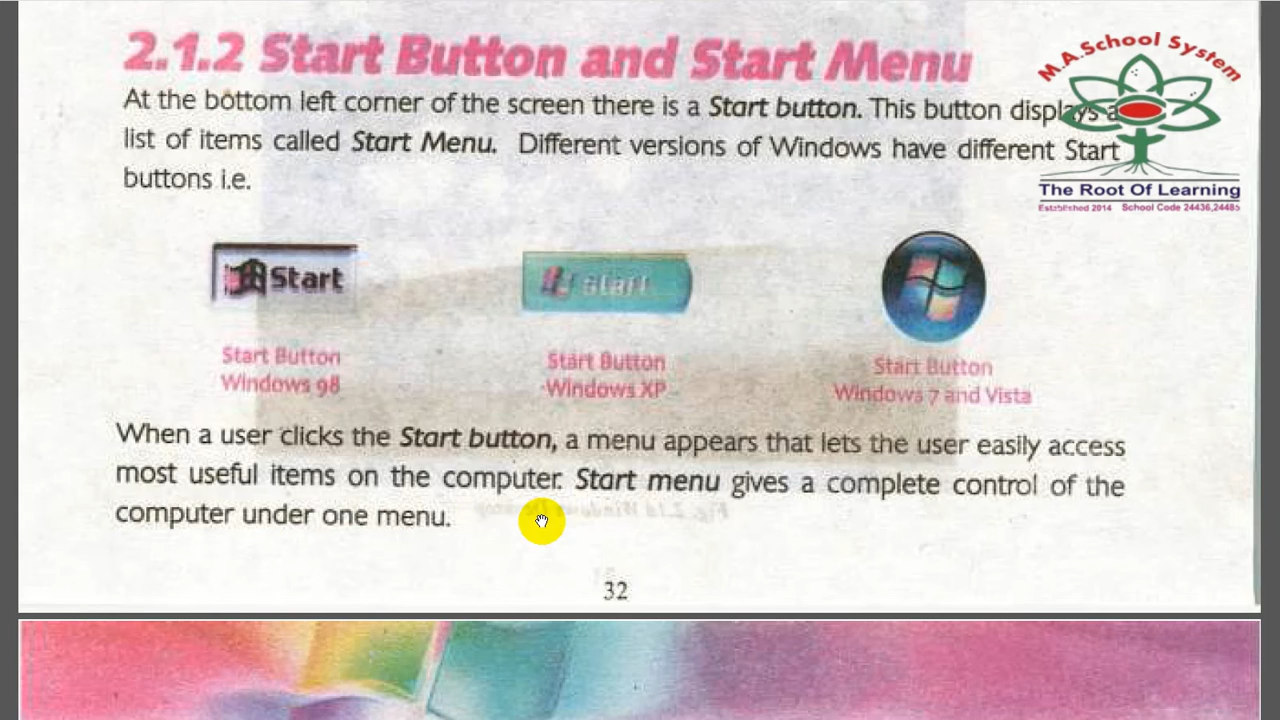 2.1.2 Start Button and Start Menu
At the bottom left corner of the screen there is a Start button. This button displays a
list of items called Start Menu. Different versions of Windows have different Start
buttons i.e.
M.A.School System
The Root Of Learning
Established 2014 School Code 24436,24485
Start
start
Start Button
Windows 98
Start Button
Windows XP
Start Button
Windows 7 and Vista
When a user clicks the Start button, a menu appears that lets the user easily access
most useful items on the computer. Start menu gives a complete control of the
computer under one menu.
32